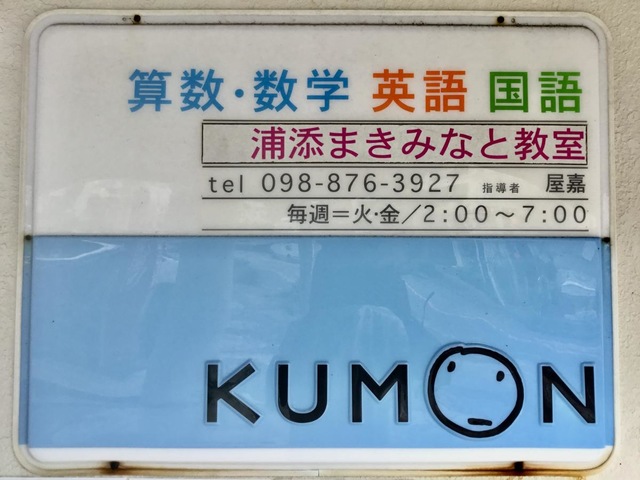 算数・数学 英語 国語
浦添まきみなと教室
tel 098-876-3927 指導者 屋嘉
毎週=火・金/2:00~7:00
KUMON